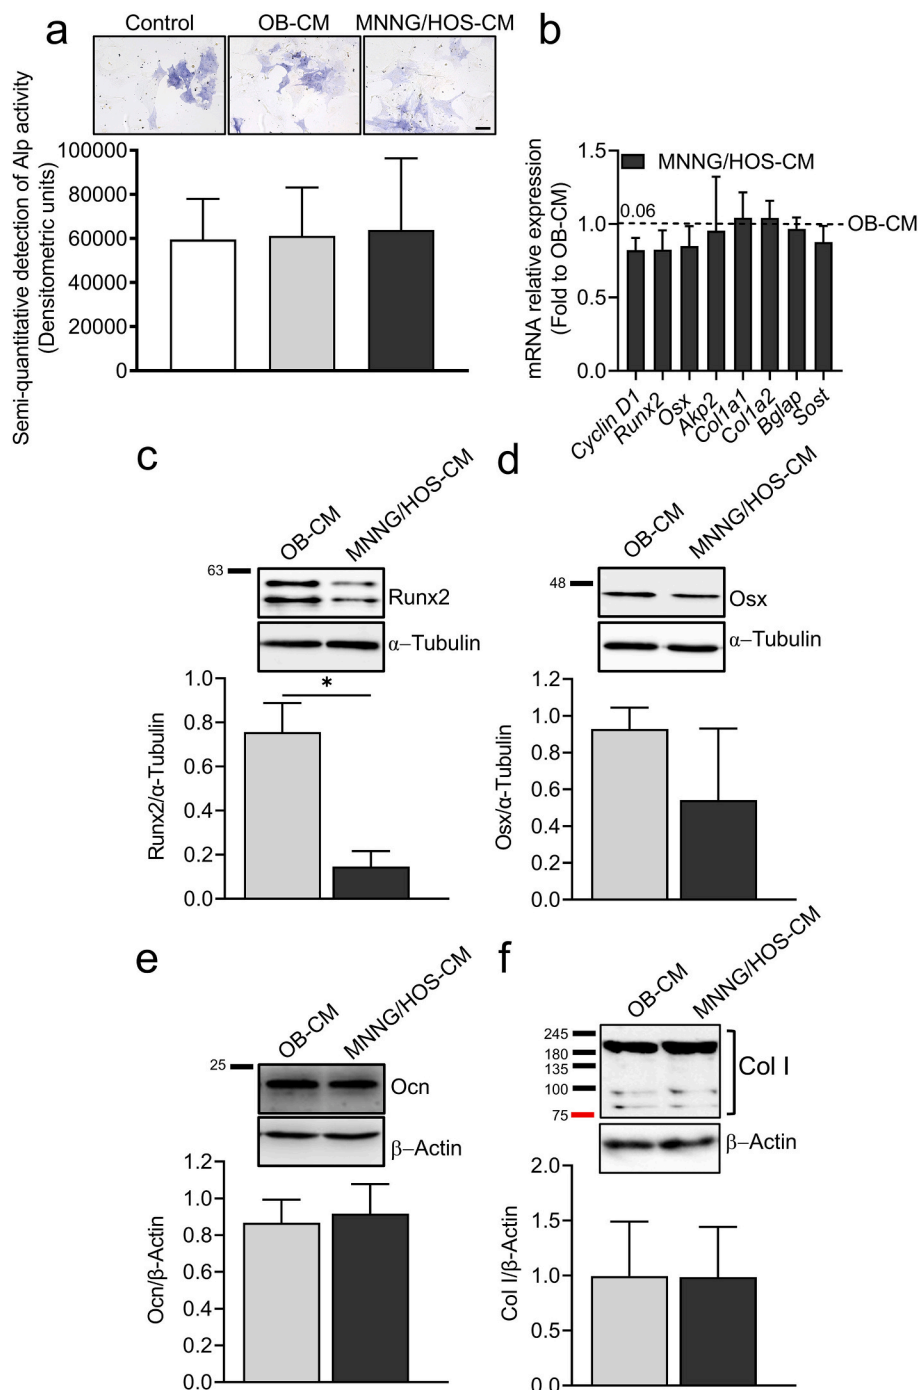 a
Control
OB-CM
MNNG/HOS-CM
Semi-quantitative detection of Alp activity
(Densitometric units)
100000
80000
60000
40000
20000
0
b
mRNA relative expression
(Fold to OB-CM)
1.5
1.0
0.5
0.0
MNNG/HOS-CM
0.06
OB-CM
Cyclin D1
Runx2
Osx
Akp2
Col1a1
Col1a2
Bglap
Sost
c
OB-CM
MNNG/HOS-CM
63
Runx2
α–Tubulin
Runx2/α-Tubulin
1.0
0.8
0.6
0.4
0.2
0.0
*
d
OB-CM
MNNG/HOS-CM
48
Osx
α–Tubulin
Osx/α-Tubulin
1.2
1.0
0.8
0.6
0.4
0.2
0.0
e
OB-CM
MNNG/HOS-CM
25
Ocn
β–Actin
Ocn/β-Actin
1.2
1.0
0.8
0.6
0.4
0.2
0.0
f
OB-CM
MNNG/HOS-CM
245
180
135
100
75
Col I
β–Actin
Col I/β-Actin
2.0
1.5
1.0
0.5
0.0